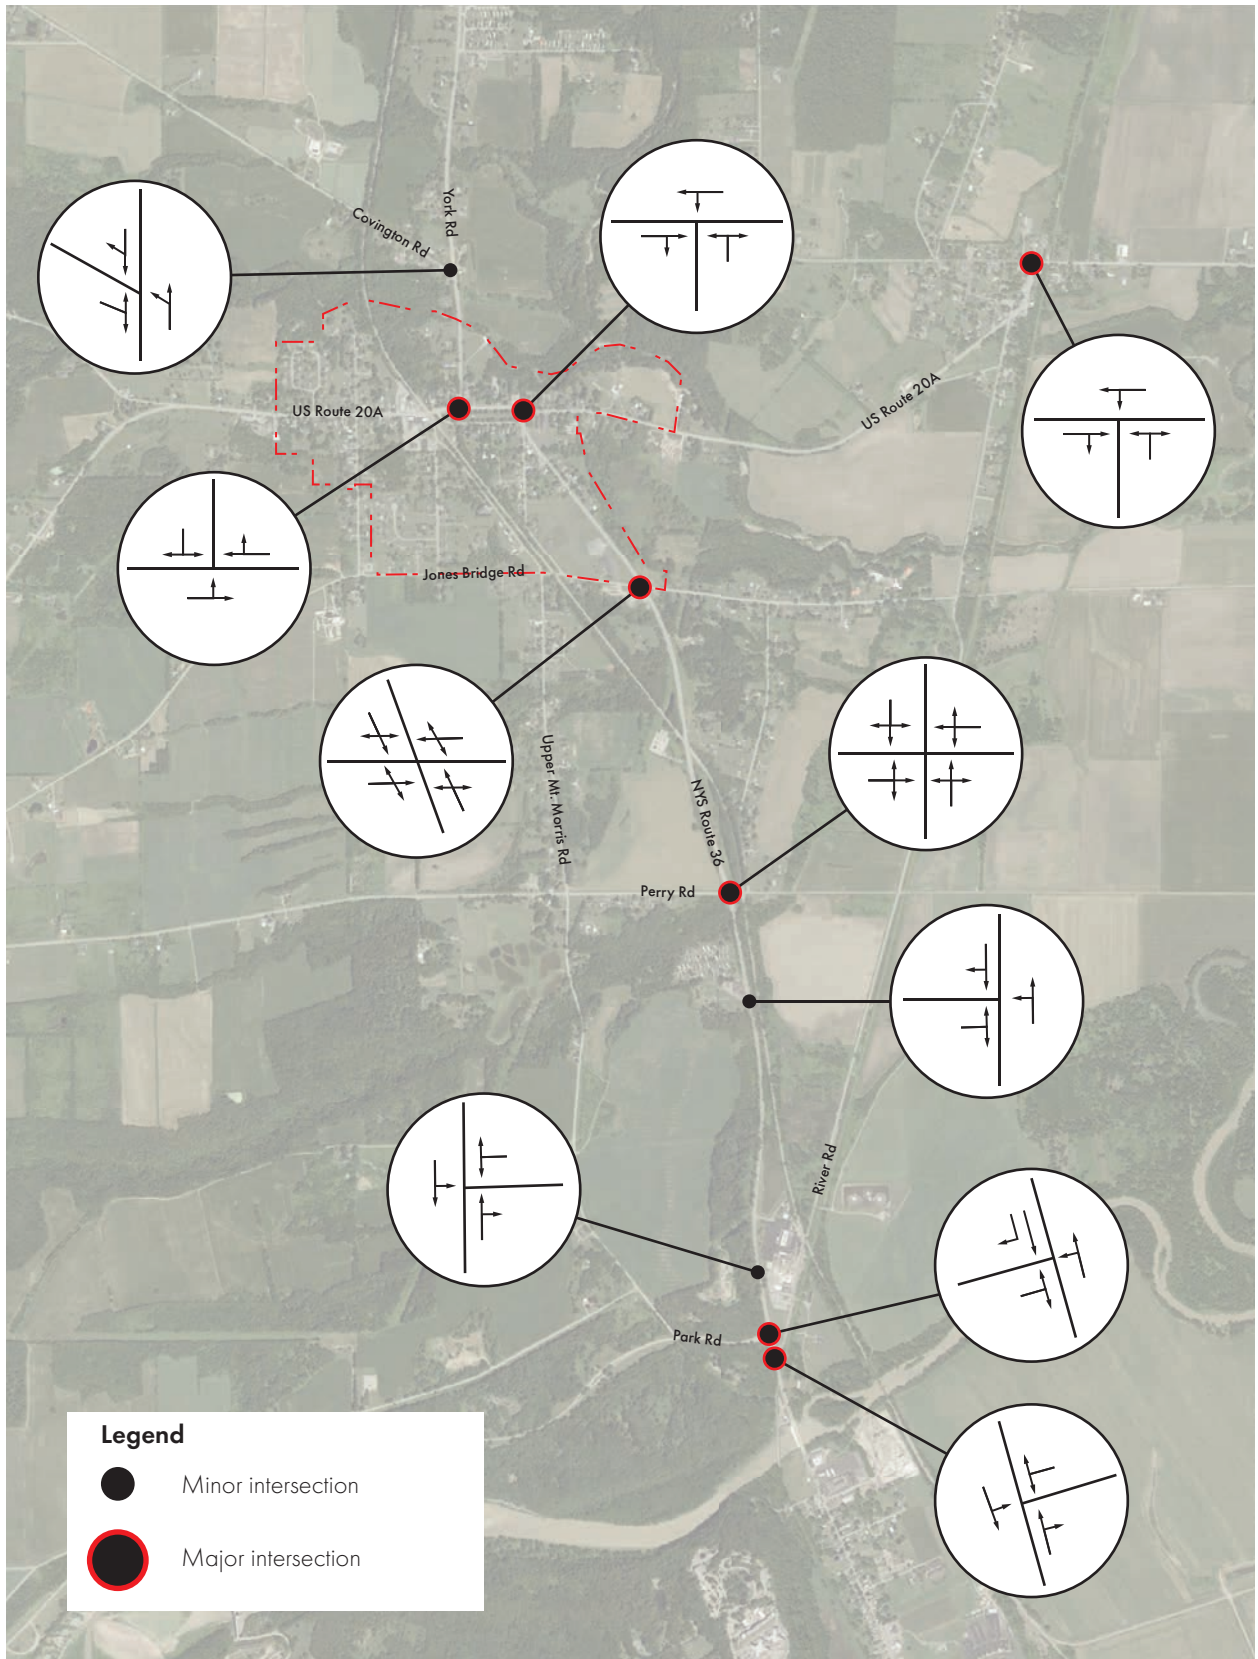 York Rd
Covington Rd
US Route 20A
US Route 20A
Jones Bridge Rd
Upper Mt. Morris Rd
NYS Route 36
Perry Rd
River Rd
Park Rd
Legend
Minor intersection
Major intersection